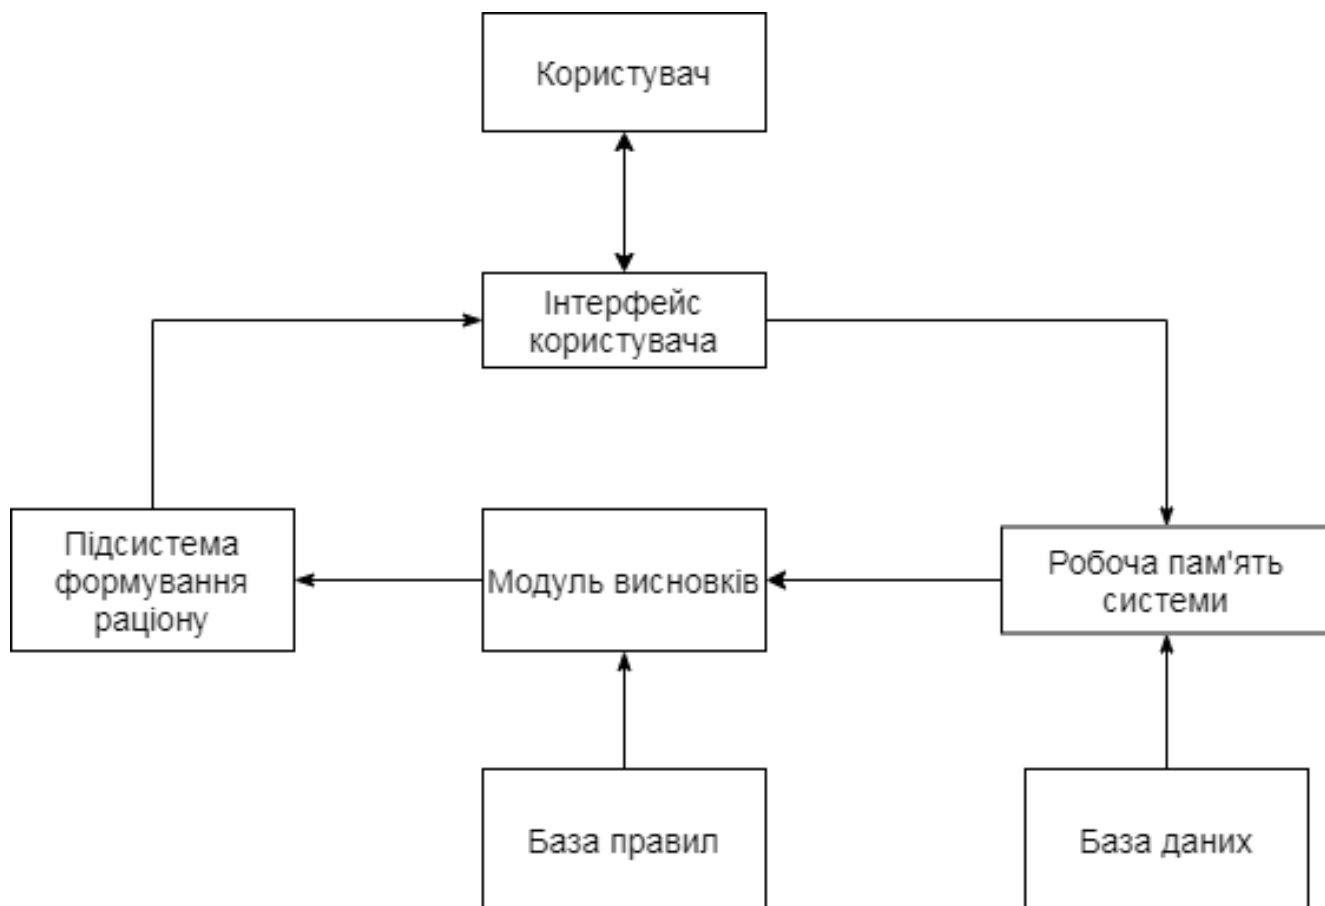 Користувач
Інтерфейс
користувача
Підсистема
формування
раціону
Модуль висновків
Робоча пам'ять
системи
База правил
База даних